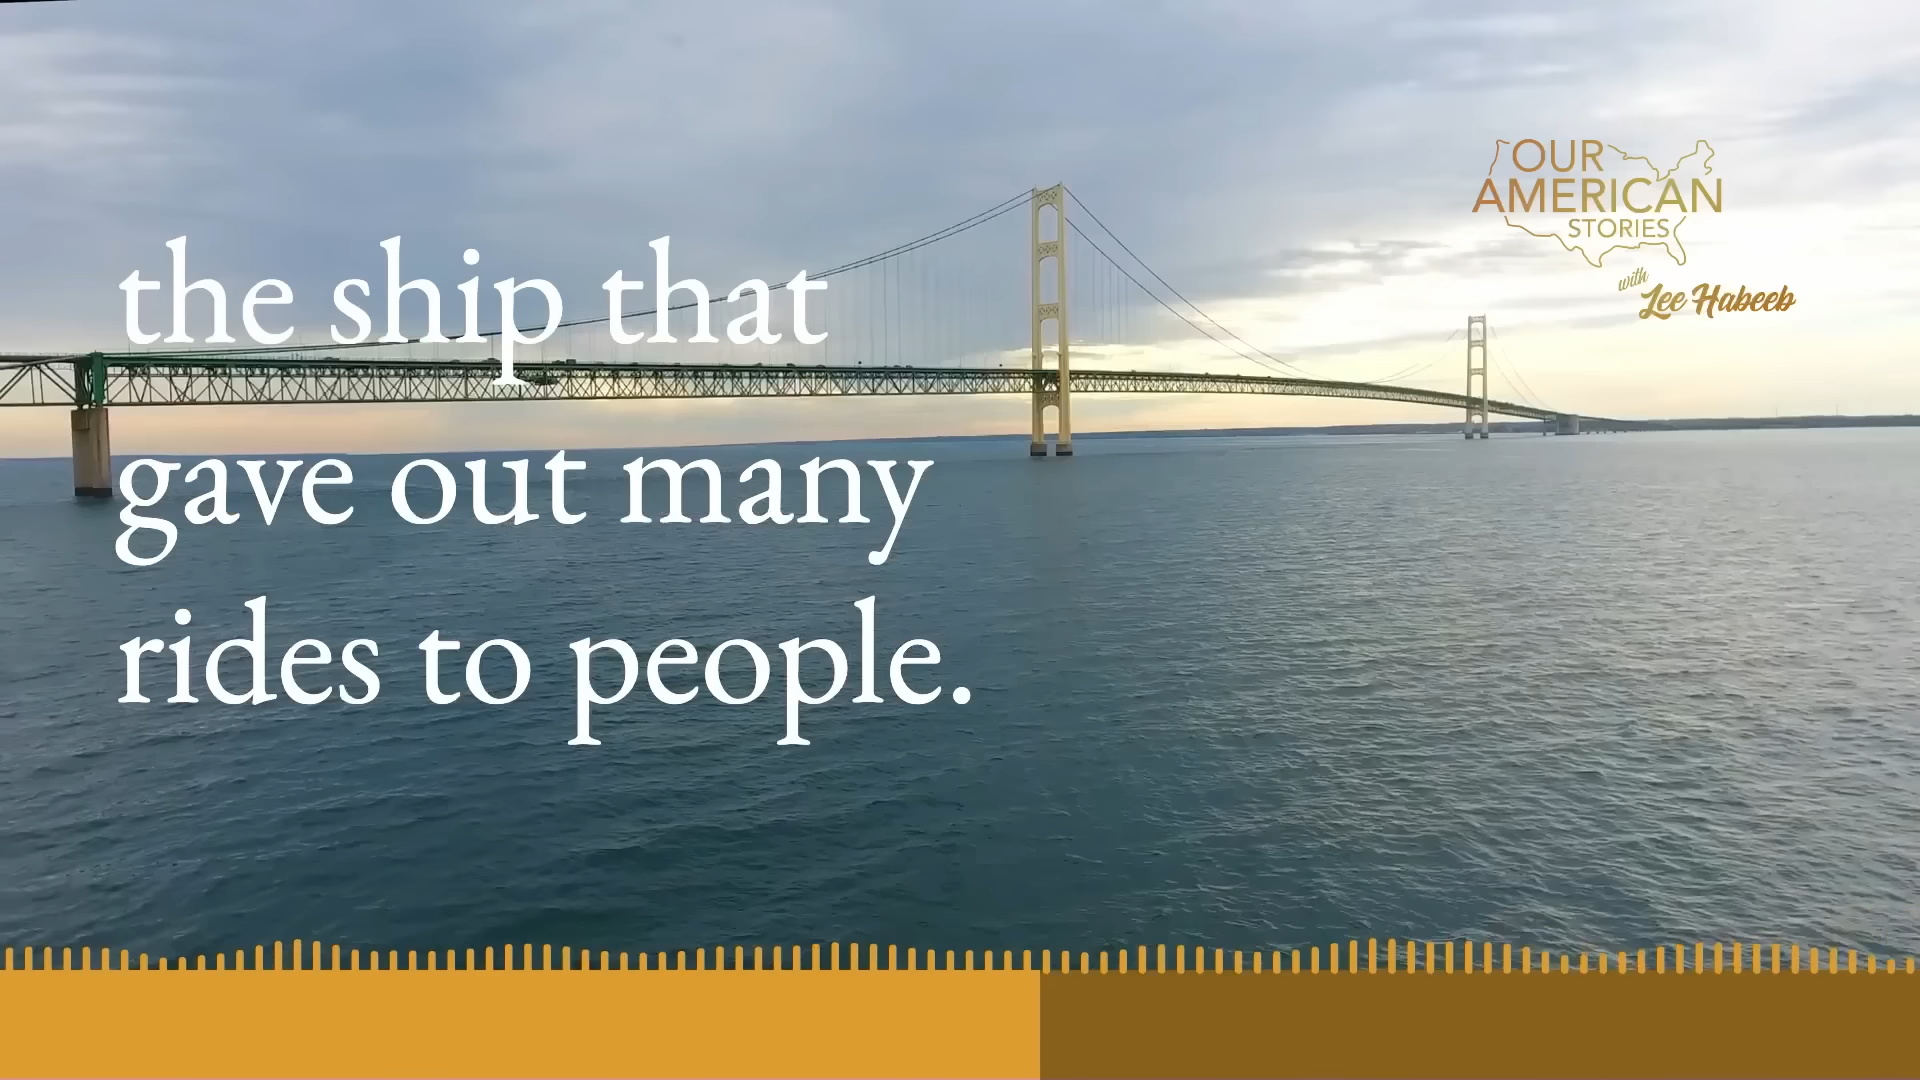 the ship that
gave out many
rides to people.
OUR
AMERICAN
STORIES
with
Lee Habeeb